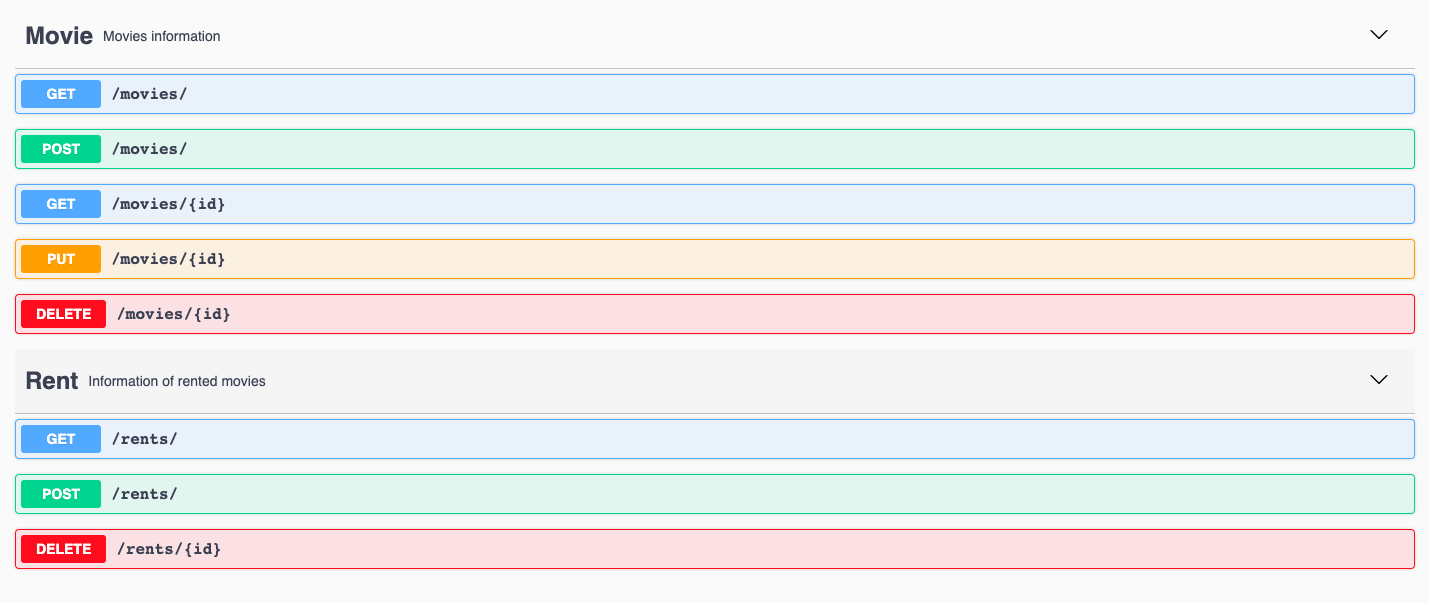 Movie Movies information
GET /movies/
POST /movies/
GET /movies/{id}
PUT /movies/{id}
DELETE /movies/{id}
Rent Information of rented movies
GET /rents/
POST /rents/
DELETE /rents/{id}